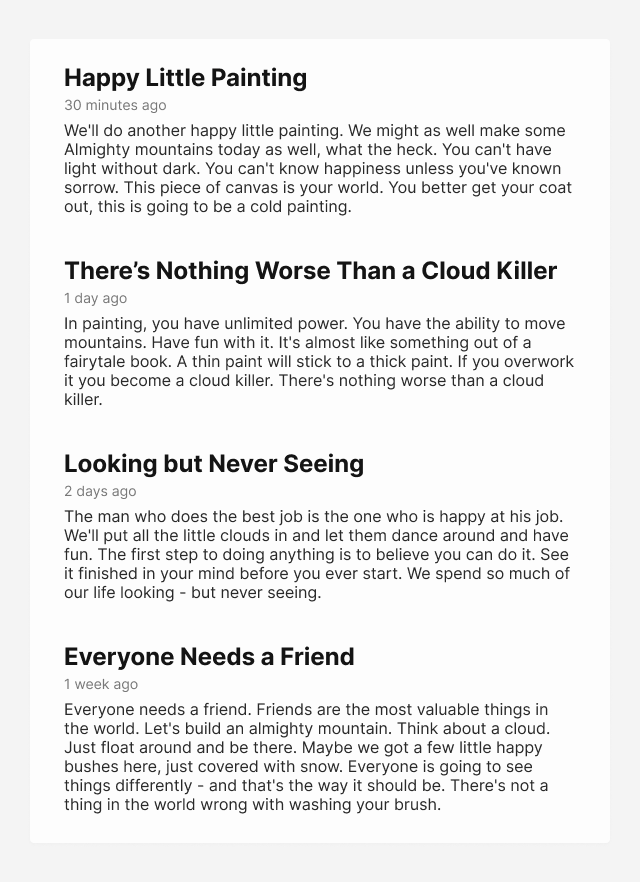 Happy Little Painting
30 minutes ago
We'll do another happy little painting. We might as well make some
Almighty mountains today as well, what the heck. You can't have
light without dark. You can't know happiness unless you've known
sorrow. This piece of canvas is your world. You better get your coat
out, this is going to be a cold painting.
There’s Nothing Worse Than a Cloud Killer
1 day ago
In painting, you have unlimited power. You have the ability to move
mountains. Have fun with it. It's almost like something out of a
fairytale book. A thin paint will stick to a thick paint. If you overwork
it you become a cloud killer. There's nothing worse than a cloud
killer.
Looking but Never Seeing
2 days ago
The man who does the best job is the one who is happy at his job.
We'll put all the little clouds in and let them dance around and have
fun. The first step to doing anything is to believe you can do it. See
it finished in your mind before you ever start. We spend so much of
our life looking - but never seeing.
Everyone Needs a Friend
1 week ago
Everyone needs a friend. Friends are the most valuable things in
the world. Let's build an almighty mountain. Think about a cloud.
Just float around and be there. Maybe we got a few little happy
bushes here, just covered with snow. Everyone is going to see
things differently - and that's the way it should be. There's not a
thing in the world wrong with washing your brush.